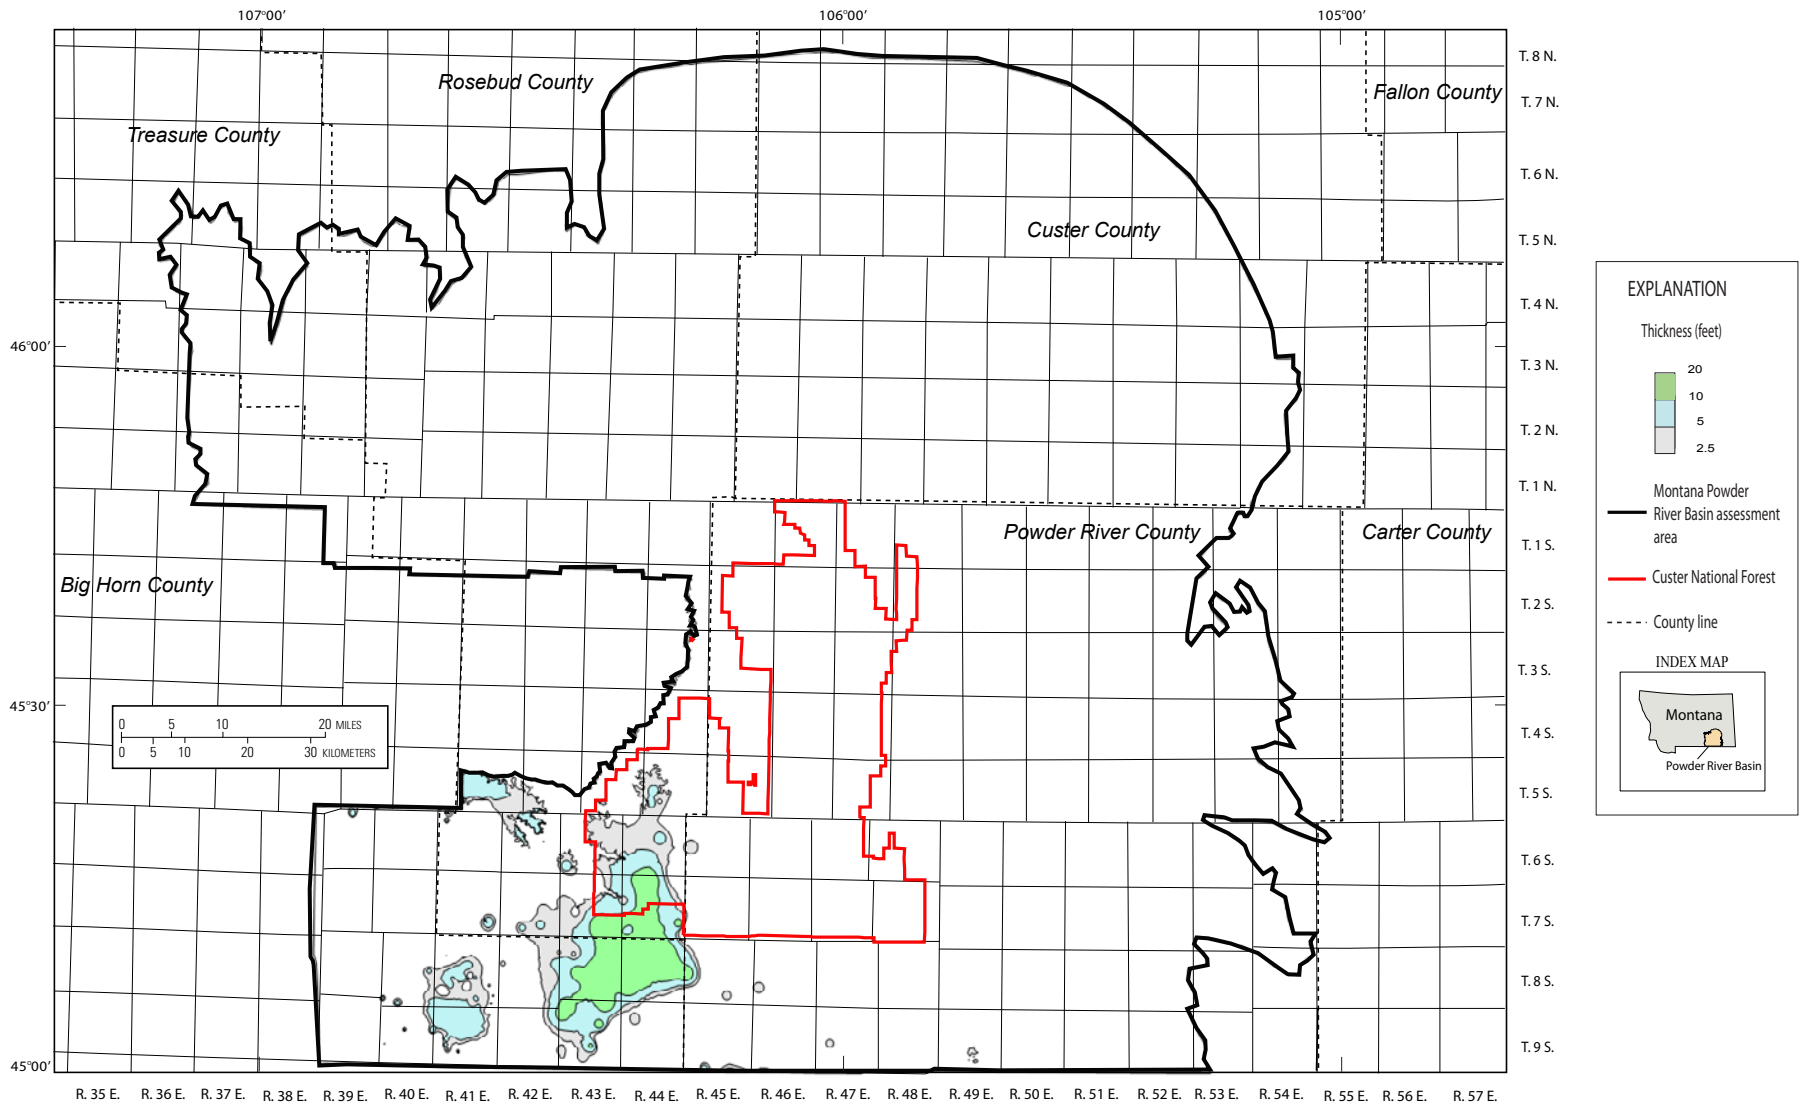 107°00' 106°00' 105°00'
Rosebud County
Treasure County
Fallon County
Custer County
Powder River County
Carter County
Big Horn County
46°00'
45°30'
45°00'
T. 8 N.
T. 7 N.
T. 6 N.
T. 5 N.
T. 4 N.
T. 3 N.
T. 2 N.
T. 1 N.
T. 1 S.
T. 2 S.
T. 3 S.
T. 4 S.
T. 5 S.
T. 6 S.
T. 7 S.
T. 8 S.
T. 9 S.
0 5 10 20 MILES
0 5 10 20 30 KILOMETERS
R. 35 E. R. 36 E. R. 37 E. R. 38 E. R. 39 E. R. 40 E. R. 41 E. R. 42 E. R. 43 E. R. 44 E. R. 45 E. R. 46 E. R. 47 E. R. 48 E. R. 49 E. R. 50 E. R. 51 E. R. 52 E. R. 53 E. R. 54 E. R. 55 E. R. 56 E. R. 57 E.
EXPLANATION
Thickness (feet)
20
10
5
2.5
Montana Powder
River Basin assessment
area
Custer National Forest
County line
INDEX MAP
Montana
Powder River Basin